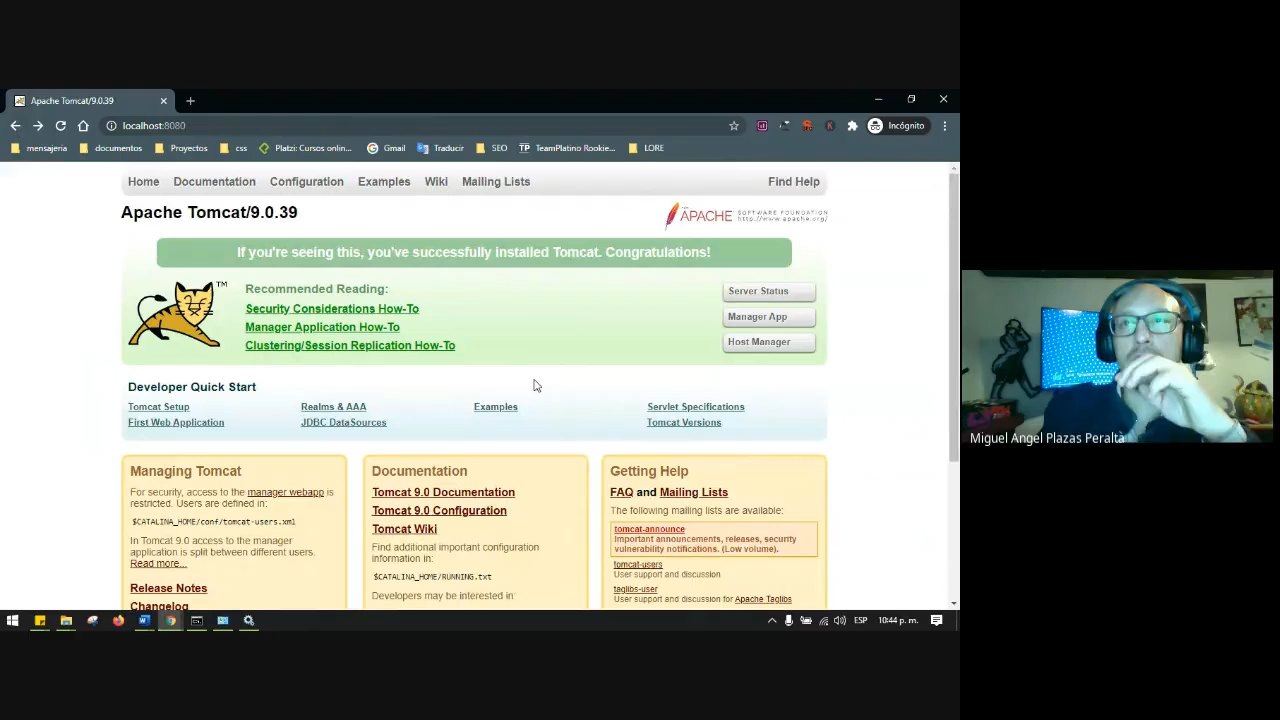 Apache Tomcat/9.0.39
localhost:8080
Incógnito
mensajeria documentos Proyectos css Platzi: Cursos onlin... Gmail Traducir SEO TP TeamPlatino Rookie... LORE
Home Documentation Configuration Examples Wiki Mailing Lists Find Help
Apache Tomcat/9.0.39
APACHE SOFTWARE FOUNDATION
http://www.apache.org/
If you're seeing this, you've successfully installed Tomcat. Congratulations!
TM
Recommended Reading:
Security Considerations How-To
Manager Application How-To
Clustering/Session Replication How-To
Server Status
Manager App
Host Manager
Developer Quick Start
Tomcat Setup
First Web Application
Realms & AAA
JDBC DataSources
Examples
Servlet Specifications
Tomcat Versions
Managing Tomcat
For security, access to the manager webapp is
restricted. Users are defined in:
$CATALINA_HOME/conf/tomcat-users.xml
In Tomcat 9.0 access to the manager
application is split between different users.
Read more...
Release Notes
Changelog
Documentation
Tomcat 9.0 Documentation
Tomcat 9.0 Configuration
Tomcat Wiki
Find additional important configuration
information in:
$CATALINA_HOME/RUNNING.txt
Developers may be interested in:
Getting Help
FAQ and Mailing Lists
The following mailing lists are available:
tomcat-announce
Important announcements, releases, security
vulnerability notifications. (Low volume).
tomcat-users
User support and discussion
taglibs-user
User support and discussion for Apache Taglibs
ESP 10:44 p. m.
Miguel Angel Plazas Peralta